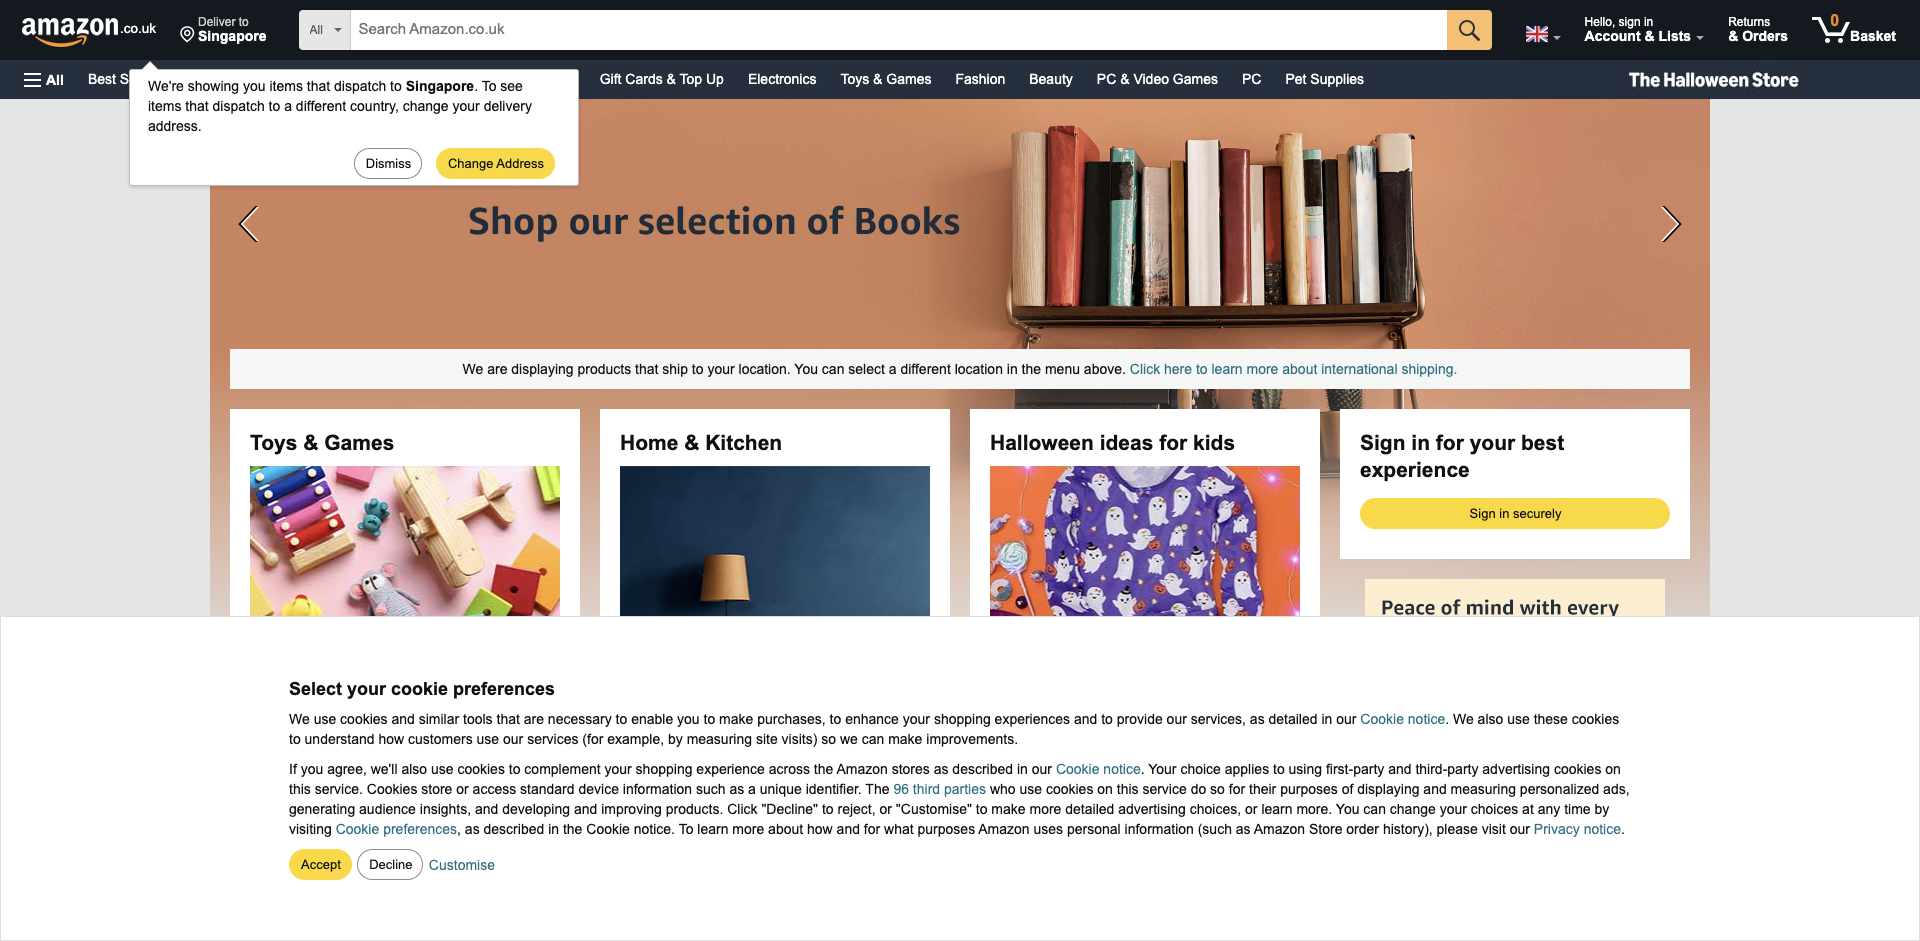 amazon.co.uk
Deliver to
Singapore
All
Search Amazon.co.uk
Hello, sign in
Account & Lists
Returns
& Orders
0
Basket
All
Best S
Gift Cards & Top Up
Electronics
Toys & Games
Fashion
Beauty
PC & Video Games
PC
Pet Supplies
The Halloween Store
We're showing you items that dispatch to Singapore. To see
items that dispatch to a different country, change your delivery
address.
Dismiss
Change Address
Shop our selection of Books
We are displaying products that ship to your location. You can select a different location in the menu above. Click here to learn more about international shipping.
Toys & Games
Home & Kitchen
Halloween ideas for kids
Sign in for your best
experience
Sign in securely
Peace of mind with every
Select your cookie preferences
We use cookies and similar tools that are necessary to enable you to make purchases, to enhance your shopping experiences and to provide our services, as detailed in our Cookie notice. We also use these cookies
to understand how customers use our services (for example, by measuring site visits) so we can make improvements.
If you agree, we'll also use cookies to complement your shopping experience across the Amazon stores as described in our Cookie notice. Your choice applies to using first-party and third-party advertising cookies on
this service. Cookies store or access standard device information such as a unique identifier. The 96 third parties who use cookies on this service do so for their purposes of displaying and measuring personalized ads,
generating audience insights, and developing and improving products. Click "Decline" to reject, or "Customise" to make more detailed advertising choices, or learn more. You can change your choices at any time by
visiting Cookie preferences, as described in the Cookie notice. To learn more about how and for what purposes Amazon uses personal information (such as Amazon Store order history), please visit our Privacy notice.
Accept
Decline
Customise